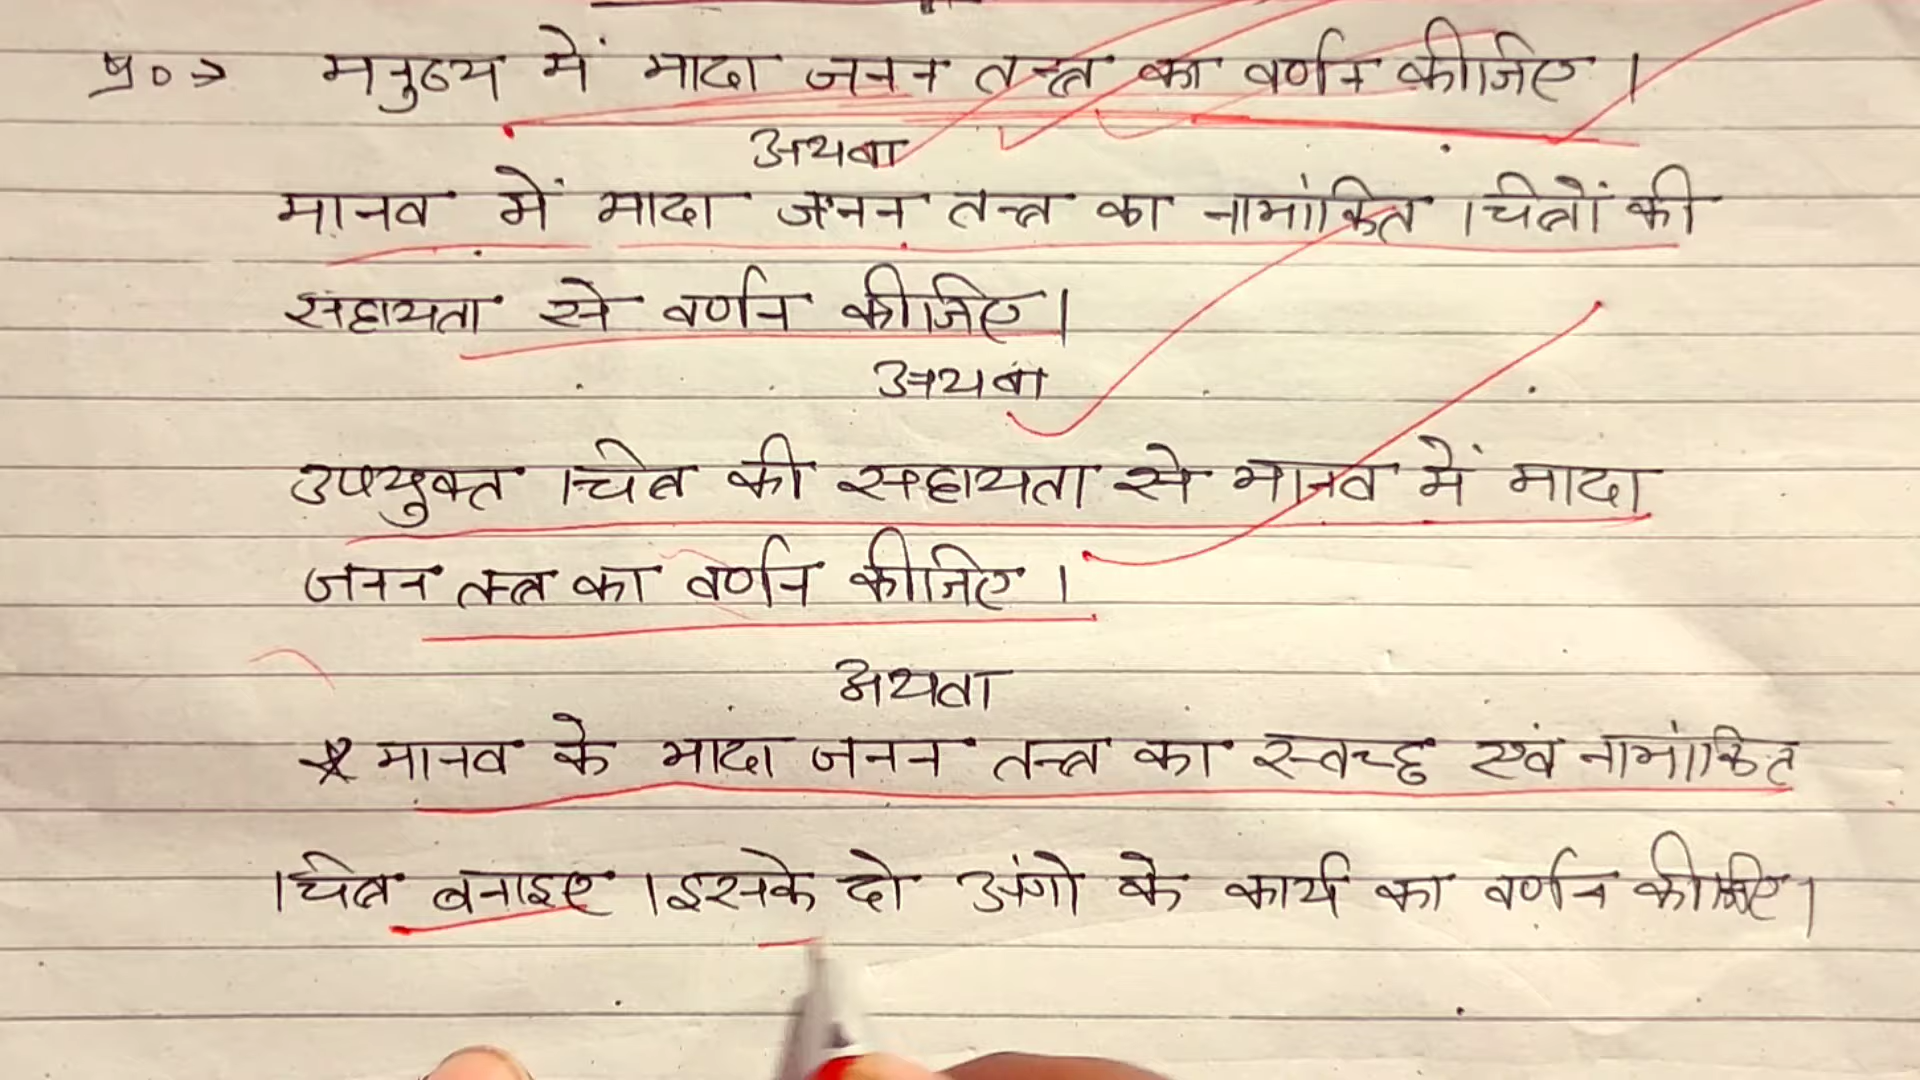 प्र० → मनुष्य में मादा जनन तन्त्र का वर्णन कीजिए ।
अथवा
मानव में मादा जनन तन्त्र का नामांकित चित्रों की
सहायता से वर्णन कीजिए।
अथवा
उपयुक्त चित्र की सहायता से मानव में मादा
जनन तन्त्र का वर्णन कीजिए ।
अथवा
☆ मानव के मादा जनन तन्त्र का स्वच्छ एवं नामांकित
चित्र बनाइए । इसके दो अंगो के कार्य का वर्णन कीजिए।